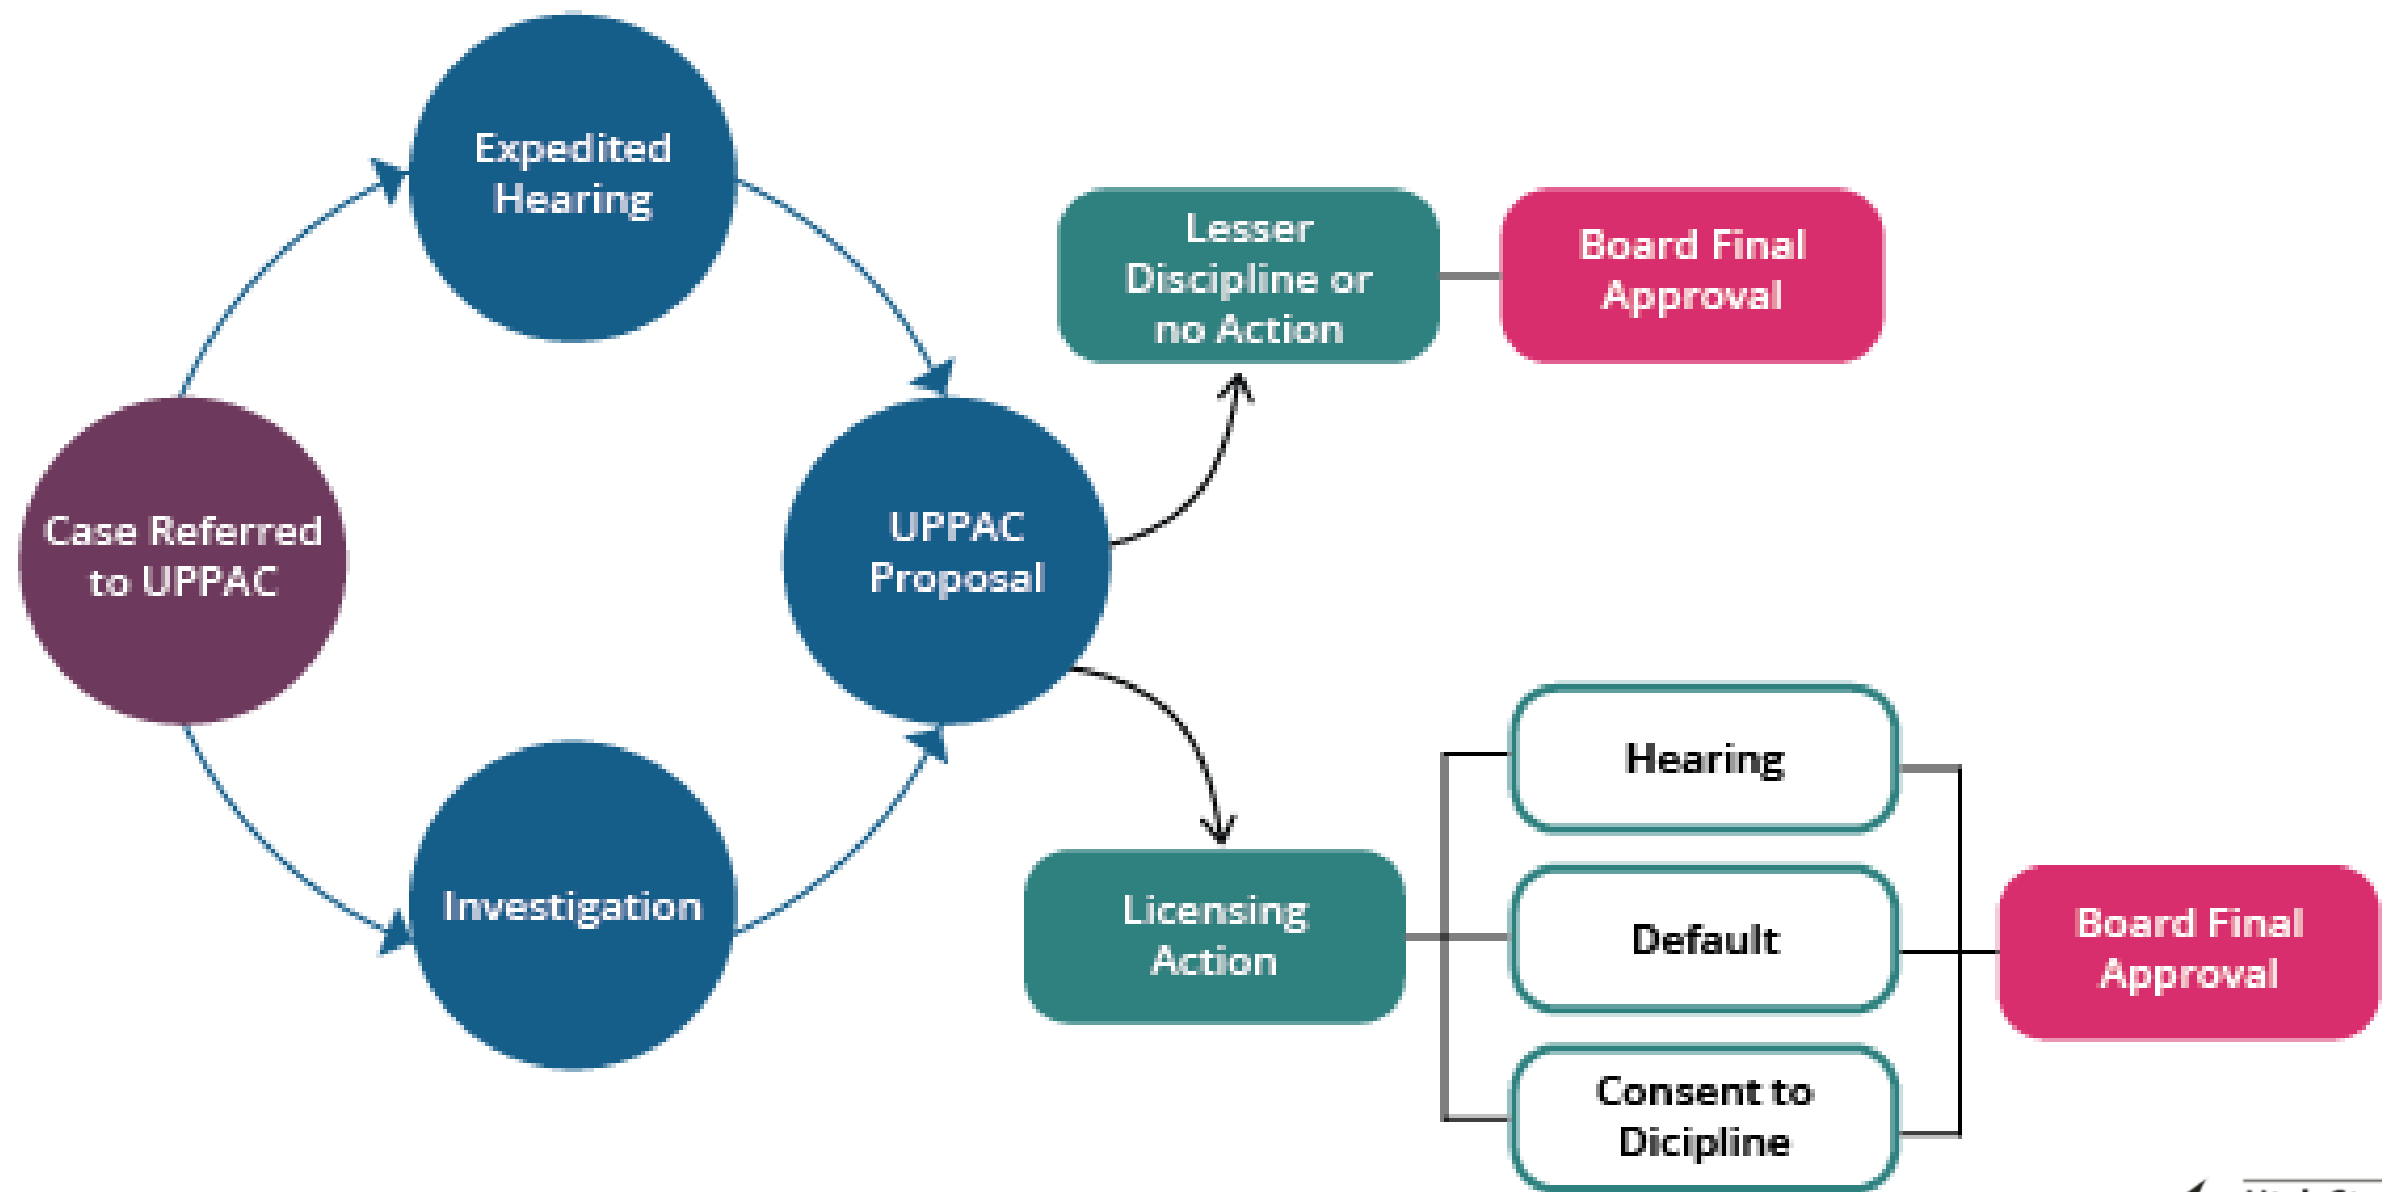 Expedited
Hearing
Case Referred
to UPPAC
Investigation
UPPAC
Proposal
Lesser
Discipline or
no Action
Board Final
Approval
Licensing
Action
Hearing
Default
Consent to
Dicipline
Board Final
Approval